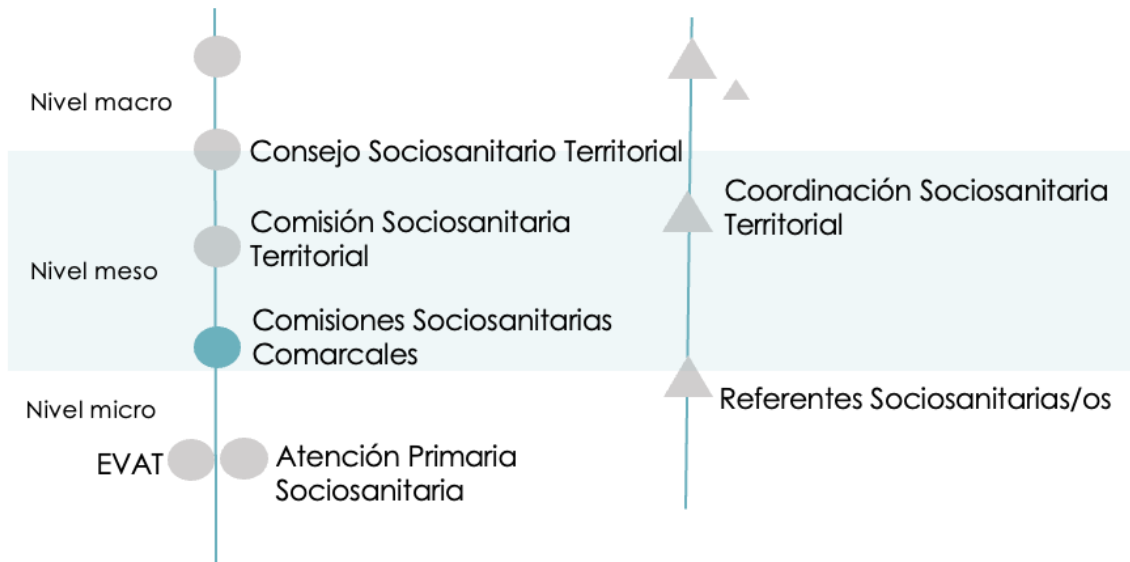 Nivel macro
Consejo Sociosanitario Territorial
Coordinación Sociosanitaria
Territorial
Comisión Sociosanitaria
Territorial
Nivel meso
Comisiones Sociosanitarias
Comarcales
Nivel micro
Referentes Sociosanitarias/os
EVAT
Atención Primaria
Sociosanitaria